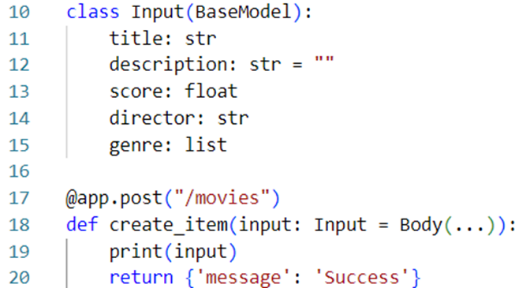 10 class Input(BaseModel):
11     title: str
12     description: str = ""
13     score: float
14     director: str
15     genre: list
16
17 @app.post("/movies")
18 def create_item(input: Input = Body(...)):
19     print(input)
20     return {'message': 'Success'}